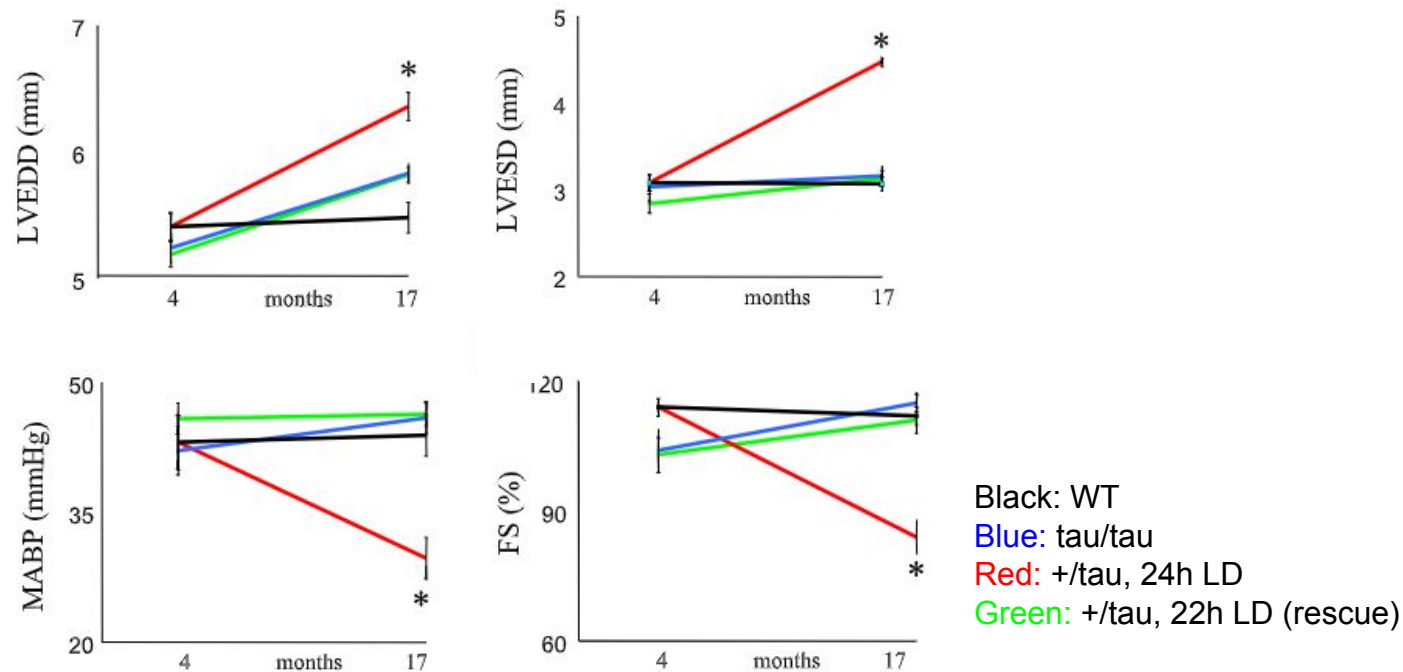 7
LVEDD (mm)
6
5
*
4 months 17
5
LVESD (mm)
4
3
2
*
4 months 17
50
MABP (mmHg)
35
20
*
4 months 17
120
FS (%)
90
60
*
4 months 17
Black: WT
Blue: tau/tau
Red: +/tau, 24h LD
Green: +/tau, 22h LD (rescue)